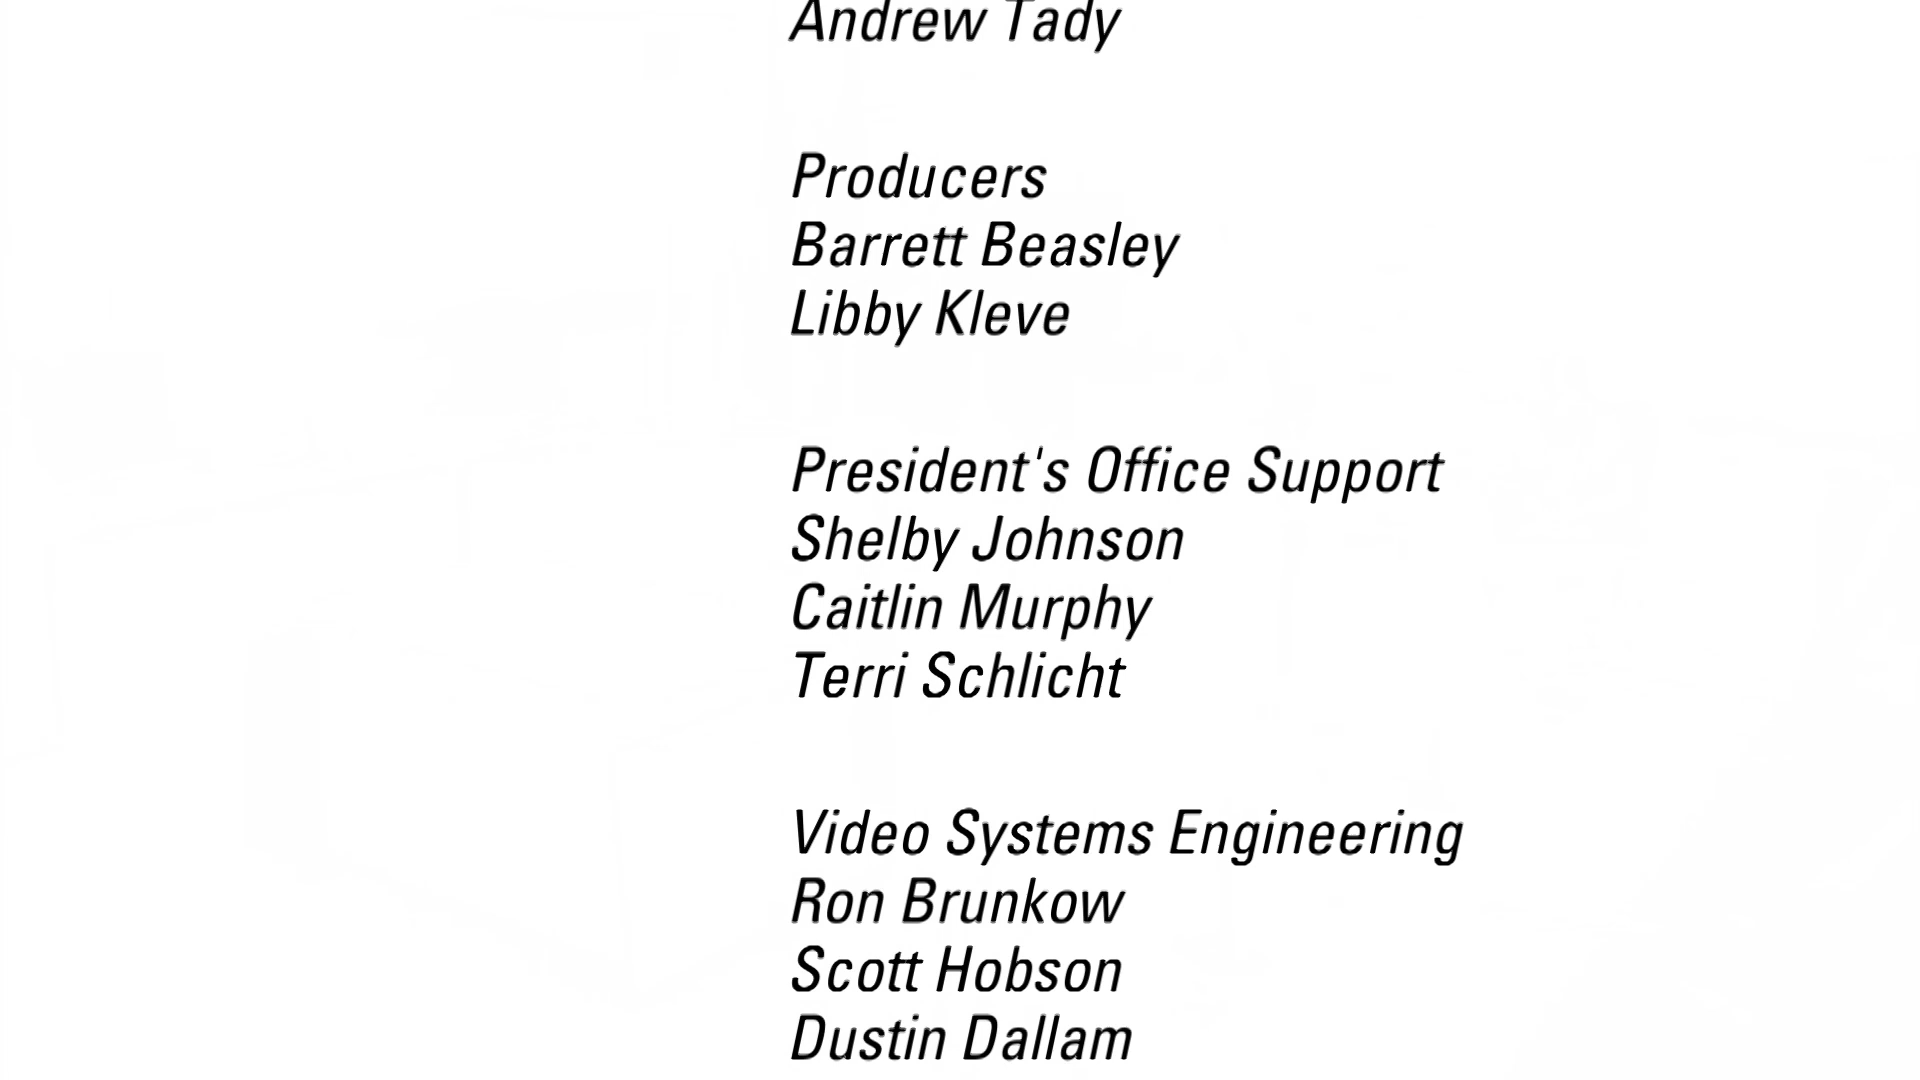 Andrew Tady
Producers
Barrett Beasley
Libby Kleve
President's Office Support
Shelby Johnson
Caitlin Murphy
Terri Schlicht
Video Systems Engineering
Ron Brunkow
Scott Hobson
Dustin Dallam